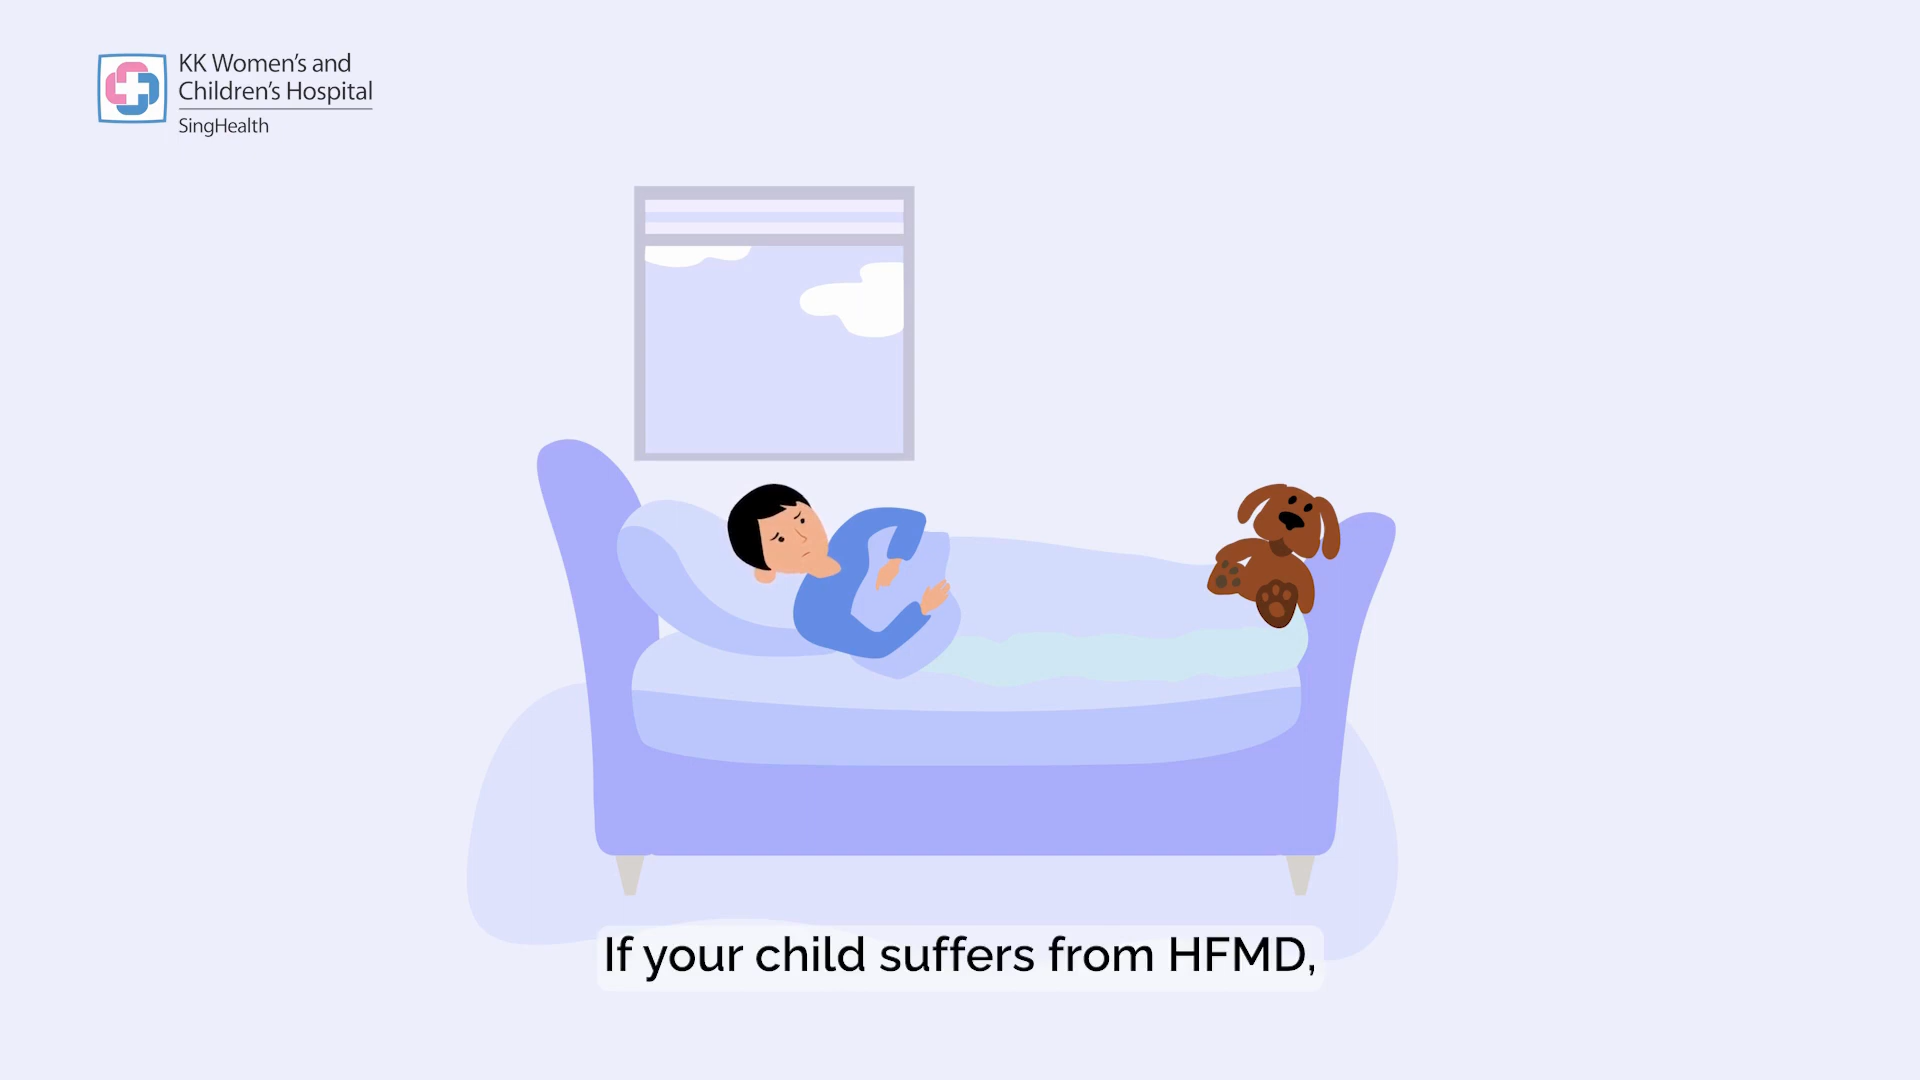 KK Women's and
Children's Hospital
SingHealth
If your child suffers from HFMD,